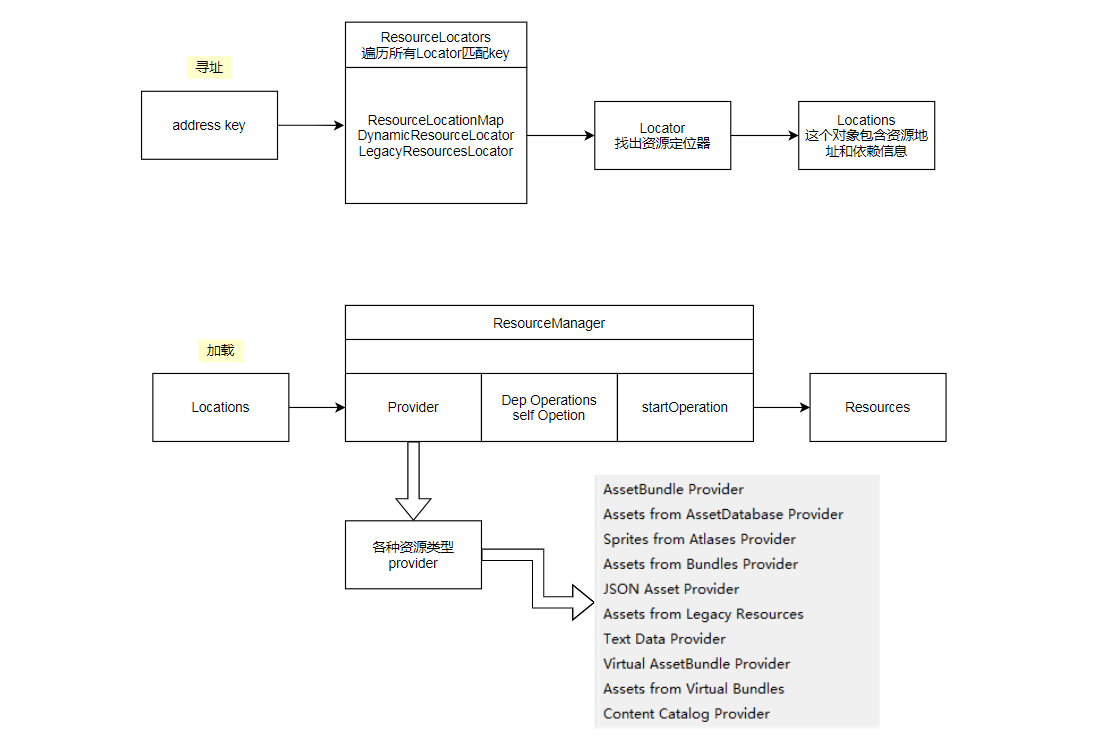 寻址
address key
ResourceLocators
遍历所有Locator匹配key
ResourceLocationMap
DynamicResourceLocator
LegacyResourcesLocator
Locator
找出资源定位器
Locations
这个对象包含资源地
址和依赖信息
加载
Locations
ResourceManager
Provider
Dep Operations
self Opetion
startOperation
Resources
各种资源类型
provider
AssetBundle Provider
Assets from AssetDatabase Provider
Sprites from Atlases Provider
Assets from Bundles Provider
JSON Asset Provider
Assets from Legacy Resources
Text Data Provider
Virtual AssetBundle Provider
Assets from Virtual Bundles
Content Catalog Provider